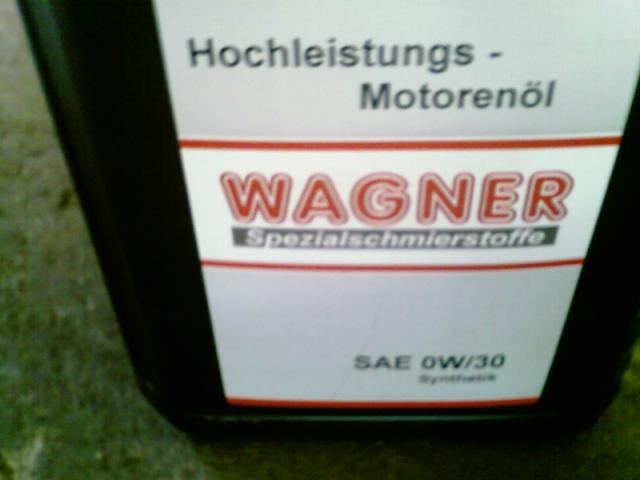 Hochleistungs -
Motorenöl
WAGNER
Spezialschmierstoffe
SAE 0W/30
Synthetik